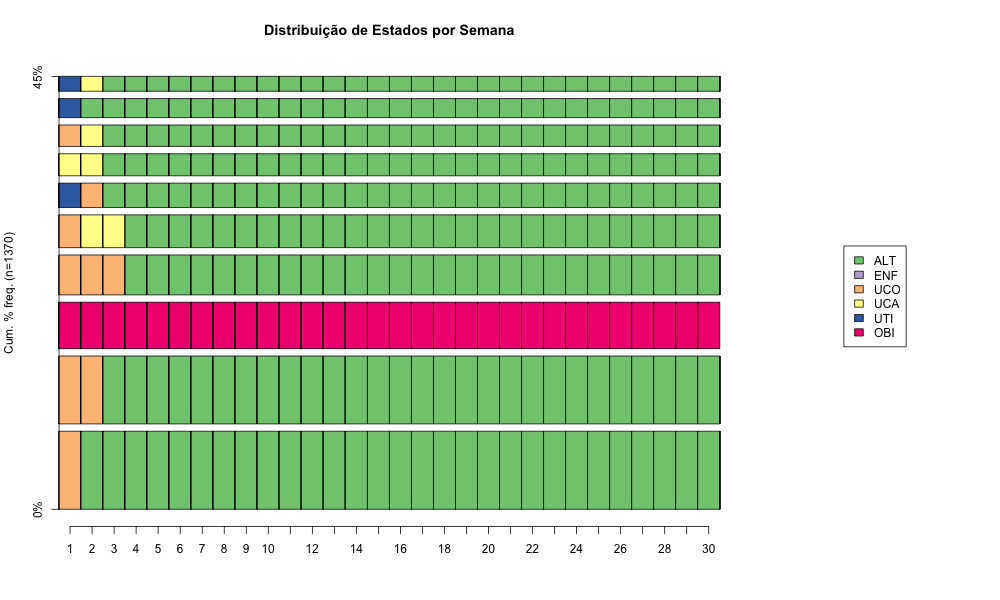 Distribuição de Estados por Semana
45%
Cum. % freq. (n=1370)
0%
1 2 3 4 5 6 7 8 9 10 12 14 16 18 20 22 24 26 28 30
ALT
ENF
UCO
UCA
UTI
OBI